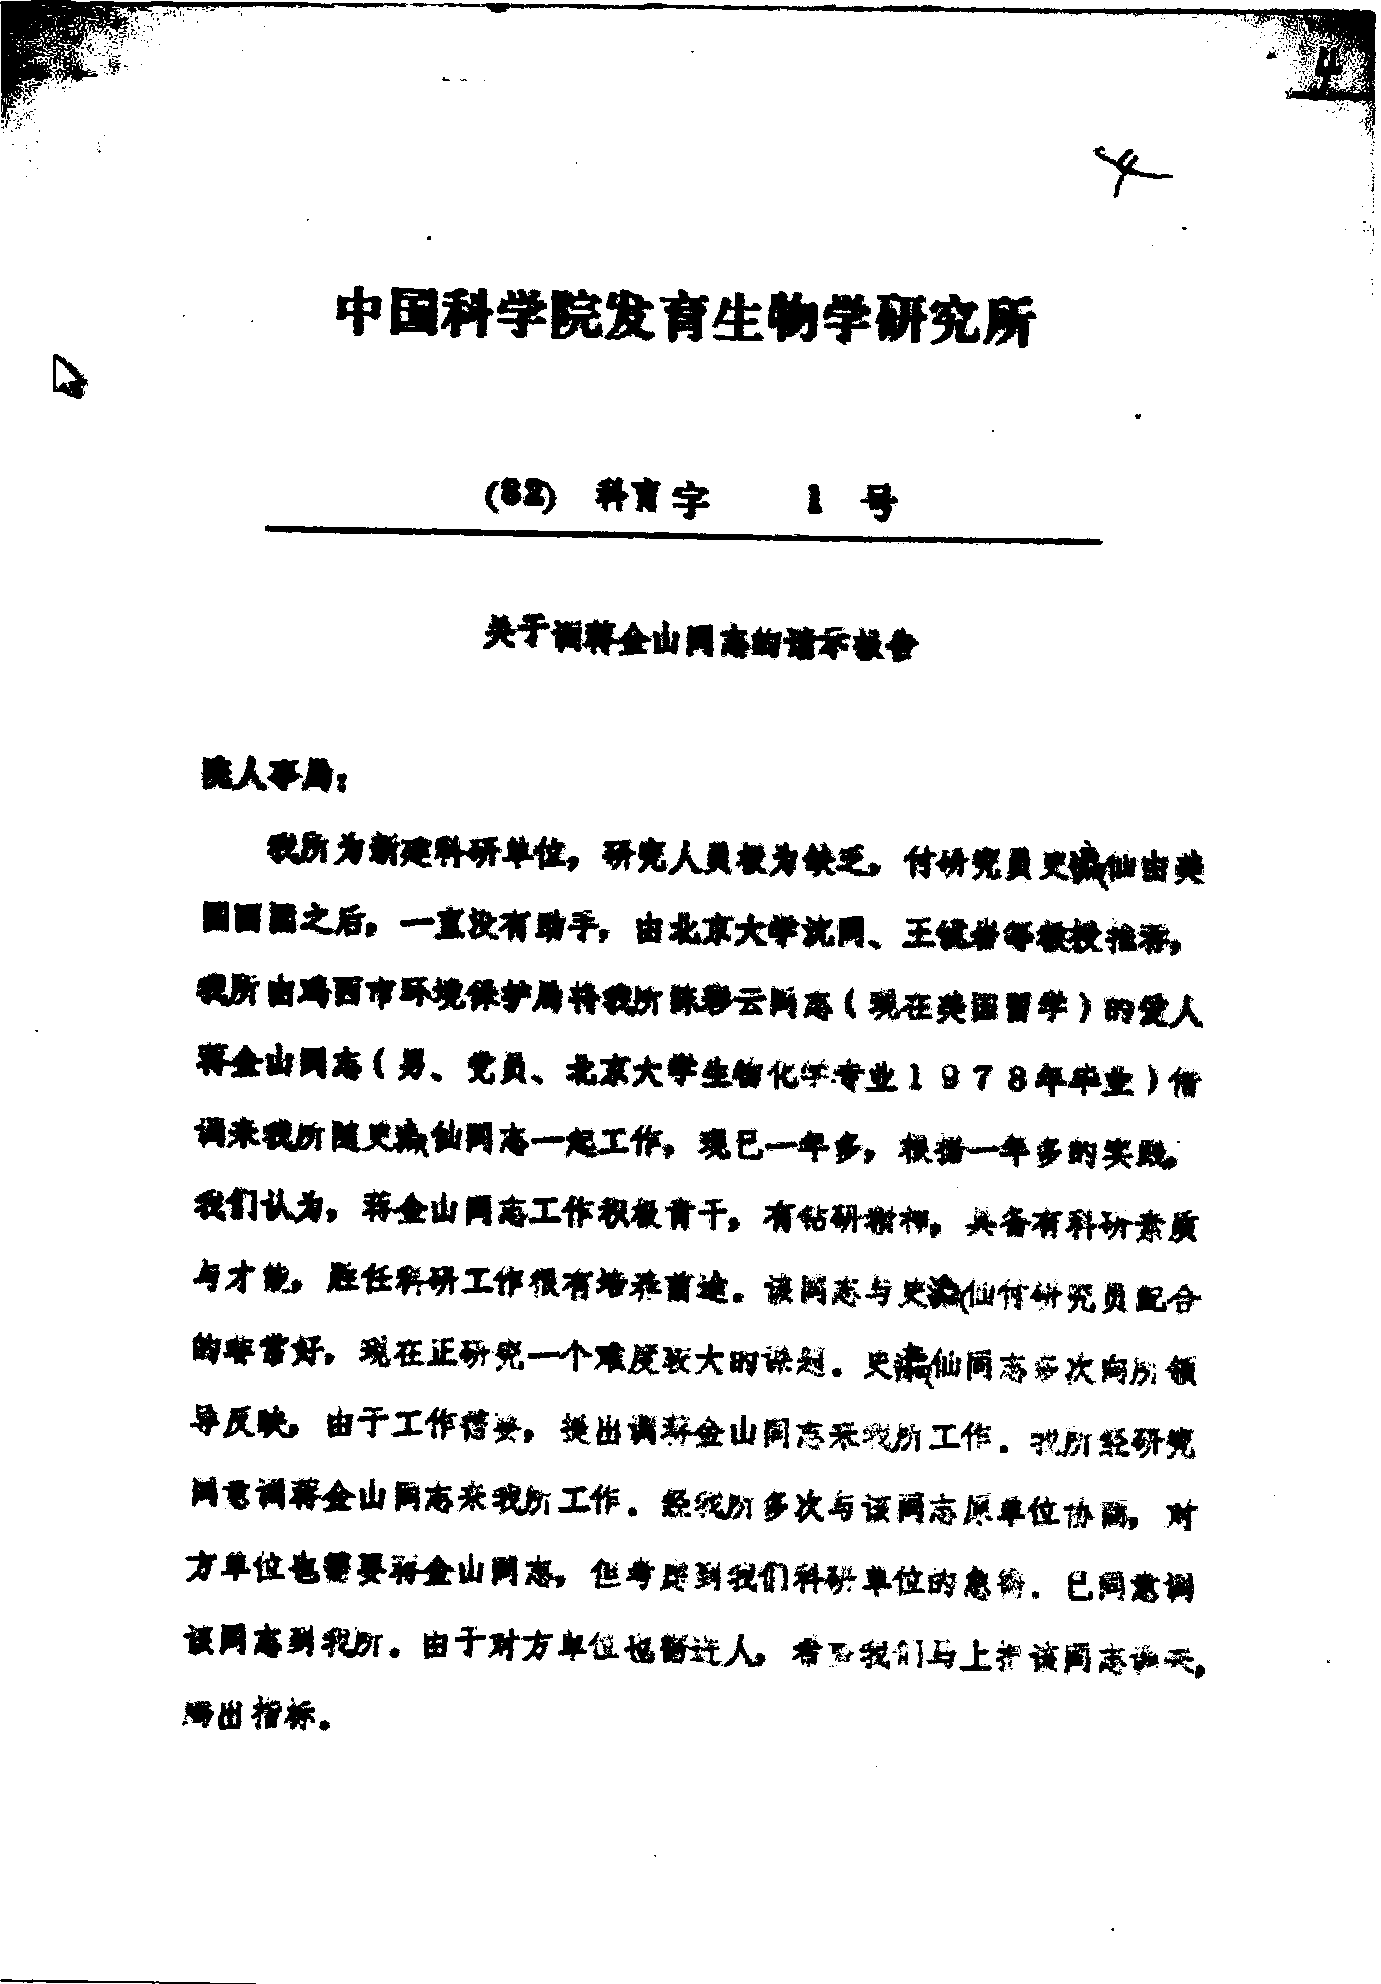 4
4
中国科学院发育生物学研究所
(82) 科育字 1 号
关于调蒋金山同志的请示报告
院人事局：
我所为新建科研单位，研究人员极为缺乏，付研究员史瀛仙由美
国回国之后，一直没有助手，由北京大学沈同、王 等教授推荐，
我所由鸡西市环境保护局将我所陈彩云同志（现在美国留学）的爱人
蒋金山同志（男、党员、北京大学生物化学专业1978年毕业）借
调来我所随史瀛仙同志一起工作，现已一年多，根据一年多的实践，
我们认为，蒋金山同志工作积极肯干，有钻研精神，具备有科研素质
与才能，胜任科研工作很有培养前途。该同志与史瀛仙付研究员配合
的非常好，现在正研究一个难度较大的课题。史瀛仙同志多次向所领
导反映，由于工作需要，提出调蒋金山同志来我所工作。我所经研究
同意调蒋金山同志来我所工作。经我所多次与该同志原单位协商，对
方单位也需要蒋金山同志，但考虑到我们科研单位的急需．已同意调
该同志到我所。由于对方单位也需进人，希望我们马上把该同志调来，
腾出指标。